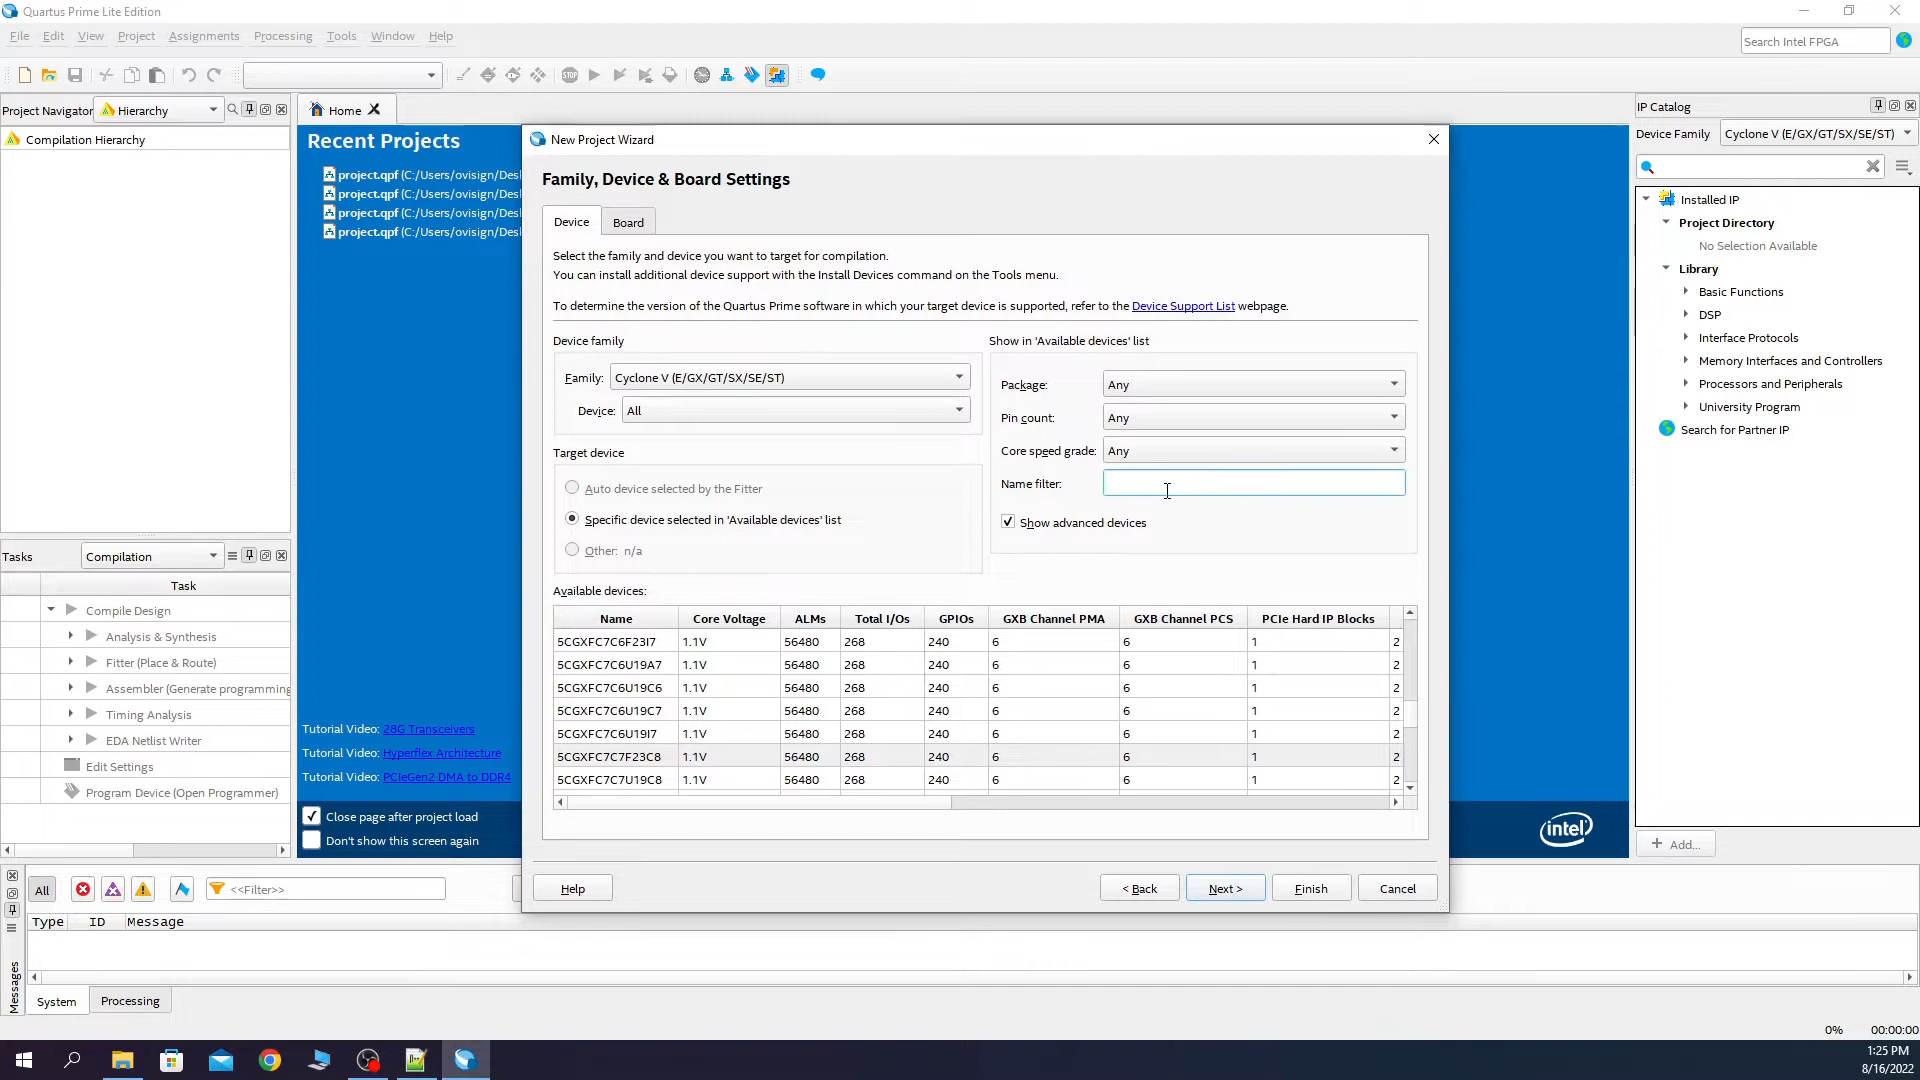 Quartus Prime Lite Edition
File Edit View Project Assignments Processing Tools Window Help
Search Intel FPGA
Project Navigator Hierarchy
Compilation Hierarchy
Home
Recent Projects
project.qpf (C:/Users/ovisign/Desk
project.qpf (C:/Users/ovisign/Desk
project.qpf (C:/Users/ovisign/Desk
project.qpf (C:/Users/ovisign/Desk
New Project Wizard
Family, Device & Board Settings
Device Board
Select the family and device you want to target for compilation.
You can install additional device support with the Install Devices command on the Tools menu.
To determine the version of the Quartus Prime software in which your target device is supported, refer to the Device Support List webpage.
Device family
Family: Cyclone V (E/GX/GT/SX/SE/ST)
Device: All
Target device
Auto device selected by the Fitter
Specific device selected in 'Available devices' list
Other: n/a
Show in 'Available devices' list
Package: Any
Pin count: Any
Core speed grade: Any
Name filter:
Show advanced devices
Available devices:
Name Core Voltage ALMs Total I/Os GPIOs GXB Channel PMA GXB Channel PCS PCIe Hard IP Blocks
5CGXFC7C6F23I7 1.1V 56480 268 240 6 6 1 2
5CGXFC7C6U19A7 1.1V 56480 268 240 6 6 1 2
5CGXFC7C6U19C6 1.1V 56480 268 240 6 6 1 2
5CGXFC7C6U19C7 1.1V 56480 268 240 6 6 1 2
5CGXFC7C6U19I7 1.1V 56480 268 240 6 6 1 2
5CGXFC7C7F23C8 1.1V 56480 268 240 6 6 1 2
5CGXFC7C7U19C8 1.1V 56480 268 240 6 6 1 2
Help < Back Next > Finish Cancel
IP Catalog
Device Family Cyclone V (E/GX/GT/SX/SE/ST)
Installed IP
Project Directory
No Selection Available
Library
Basic Functions
DSP
Interface Protocols
Memory Interfaces and Controllers
Processors and Peripherals
University Program
Search for Partner IP
+ Add...
Tasks Compilation
Task
Compile Design
Analysis & Synthesis
Fitter (Place & Route)
Assembler (Generate programming
Timing Analysis
EDA Netlist Writer
Edit Settings
Program Device (Open Programmer)
Tutorial Video: 28G Transceivers
Tutorial Video: Hyperflex Architecture
Tutorial Video: PCIeGen2 DMA to DDR4
Close page after project load
Don't show this screen again
intel
All <<Filter>>
Type ID Message
Messages
System Processing
0% 00:00:00
1:25 PM
8/16/2022